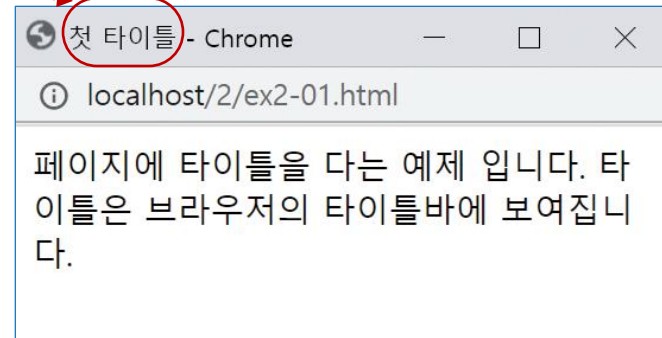 첫 타이틀 - Chrome
localhost/2/ex2-01.html
페이지에 타이틀을 다는 예제 입니다. 타
이틀은 브라우저의 타이틀바에 보여집니
다.